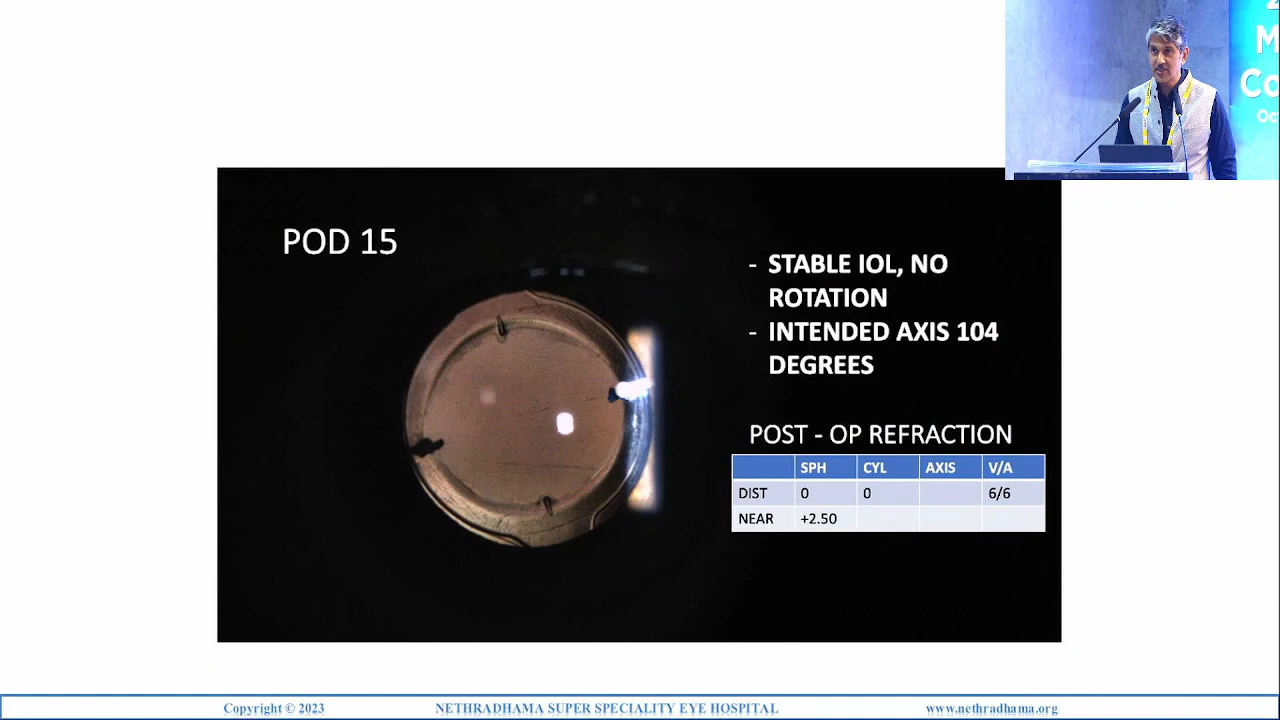 POD 15
- STABLE IOL, NO
ROTATION
- INTENDED AXIS 104
DEGREES
POST - OP REFRACTION
SPH CYL AXIS V/A
DIST 0 0 6/6
NEAR +2.50
Copyright © 2023 NETHRADHAMA SUPER SPECIALITY EYE HOSPITAL www.nethradhama.org